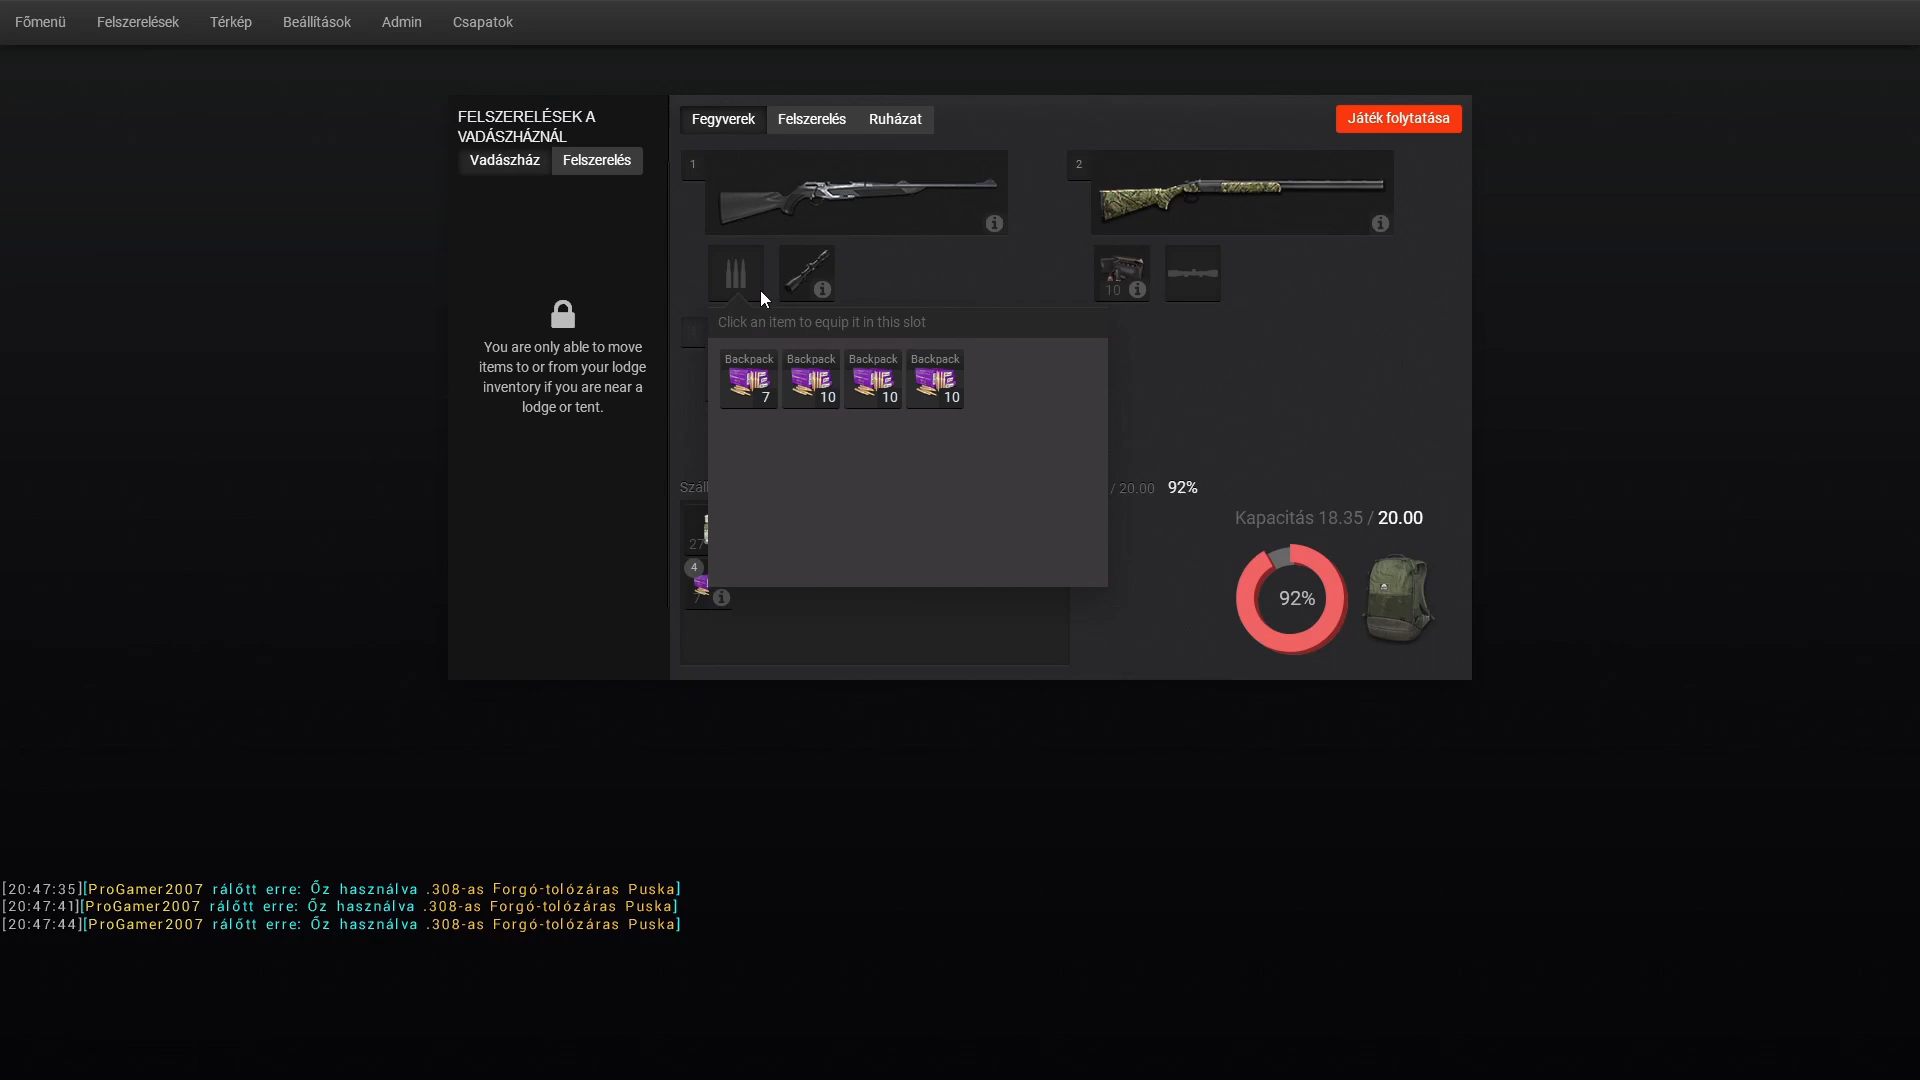 Főmenü Felszerelések Térkép Beállítások Admin Csapatok
FELSZERELÉSEK A
VADÁSZHÁZNÁL
Vadászház Felszerelés
You are only able to move
items to or from your lodge
inventory if you are near a
lodge or tent.
Fegyverek Felszerelés Ruházat
Játék folytatása
1
2
10
Click an item to equip it in this slot
Backpack Backpack Backpack Backpack
7 10 10 10
Száll
/ 20.00 92%
27
4
7
Kapacitás 18.35 / 20.00
92%
[20:47:35][ProGamer2007 rálőtt erre: Őz használva .308-as Forgó-tolózáras Puska]
[20:47:41][ProGamer2007 rálőtt erre: Őz használva .308-as Forgó-tolózáras Puska]
[20:47:44][ProGamer2007 rálőtt erre: Őz használva .308-as Forgó-tolózáras Puska]